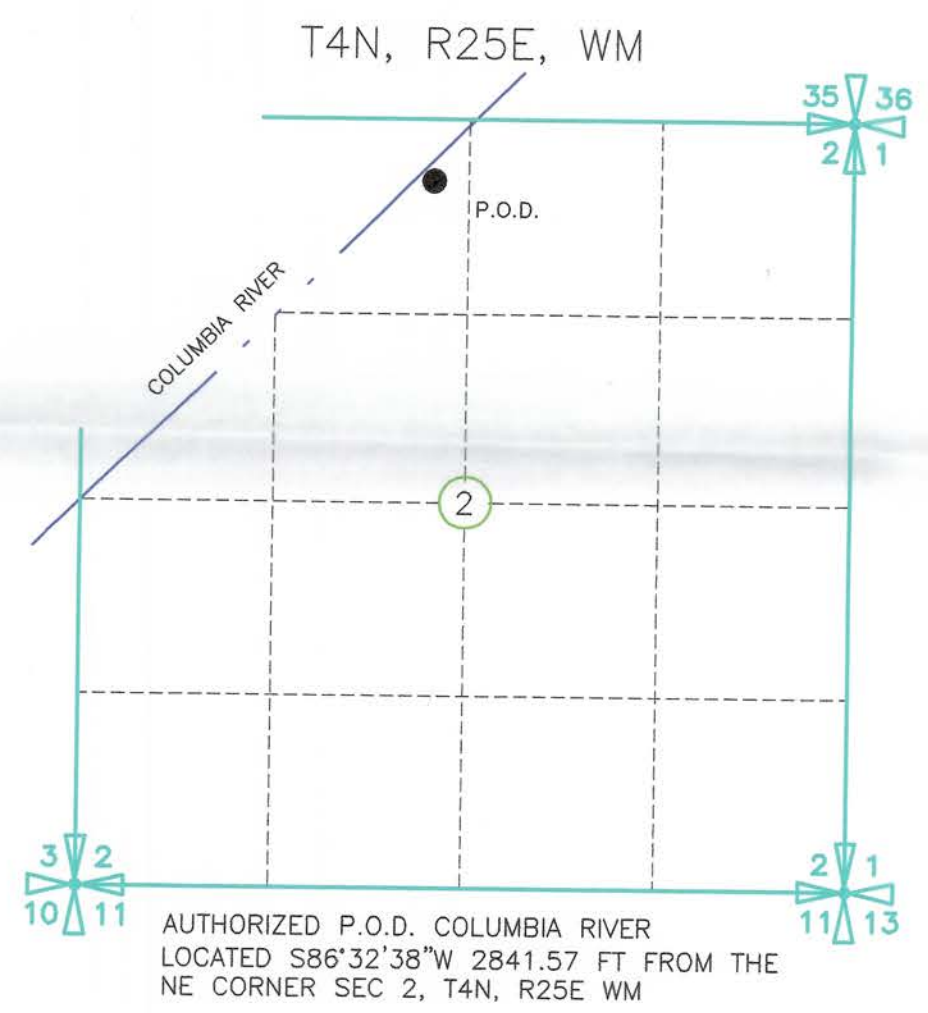 T4N, R25E, WM
35 36
2 1
P.O.D.
COLUMBIA RIVER
2
3 2
10 11
2 1
11 13
AUTHORIZED P.O.D. COLUMBIA RIVER
LOCATED S86°32'38"W 2841.57 FT FROM THE
NE CORNER SEC 2, T4N, R25E WM